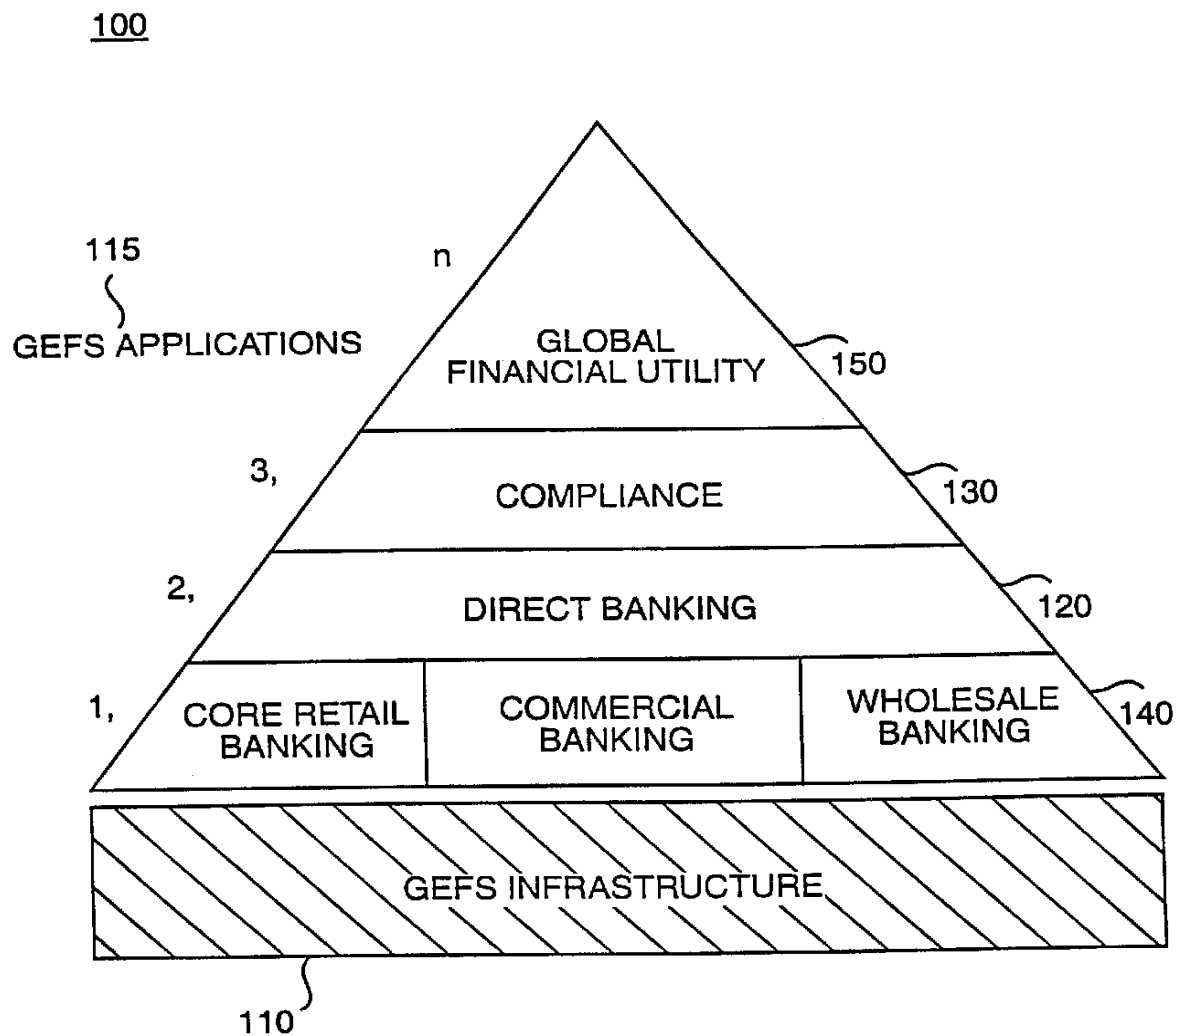 100
115
GEFS APPLICATIONS
n
GLOBAL
FINANCIAL UTILITY
150
3,
COMPLIANCE
130
2,
DIRECT BANKING
120
1,
CORE RETAIL
BANKING
COMMERCIAL
BANKING
WHOLESALE
BANKING
140
GEFS INFRASTRUCTURE
110